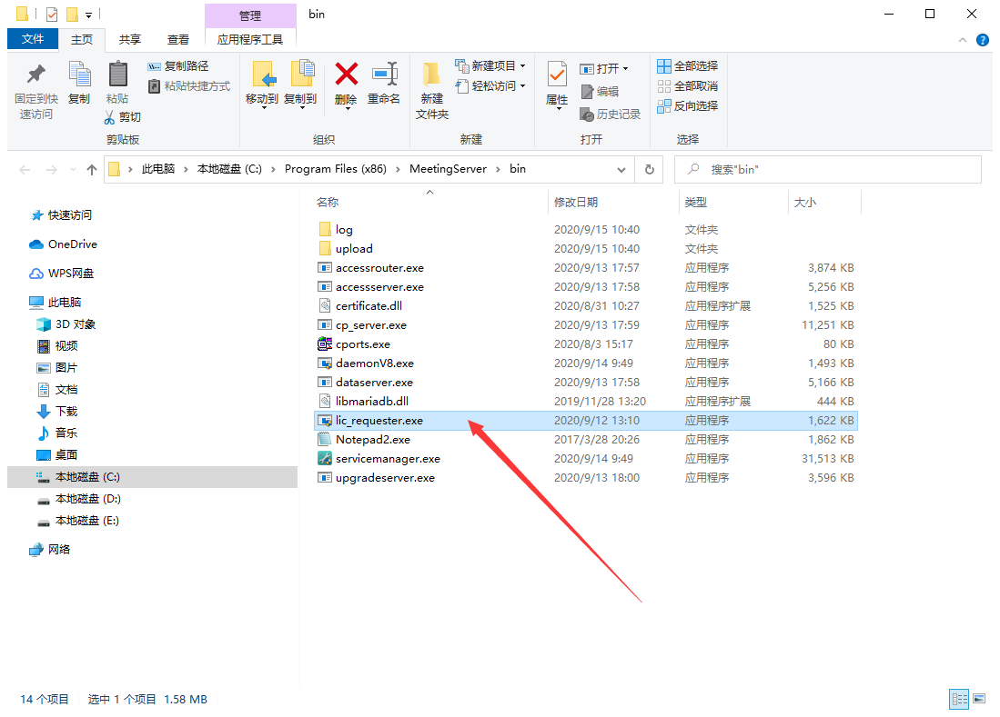 管理
bin
文件
主页
共享
查看
应用程序工具
固定到快
速访问
复制
粘贴
复制路径
粘贴快捷方式
剪切
剪贴板
移动到
复制到
删除
重命名
组织
新建
文件夹
新建项目
轻松访问
新建
属性
打开
编辑
历史记录
打开
全部选择
全部取消
反向选择
选择
此电脑 > 本地磁盘 (C:) > Program Files (x86) > MeetingServer > bin
搜索"bin"
快速访问
OneDrive
WPS网盘
此电脑
3D 对象
视频
图片
文档
下载
音乐
桌面
本地磁盘 (C:)
本地磁盘 (D:)
本地磁盘 (E:)
网络
名称 修改日期 类型 大小
log 2020/9/15 10:40 文件夹
upload 2020/9/15 10:40 文件夹
accessrouter.exe 2020/9/13 17:57 应用程序 3,874 KB
accessserver.exe 2020/9/13 17:58 应用程序 5,256 KB
certificate.dll 2020/8/31 10:27 应用程序扩展 1,525 KB
cp_server.exe 2020/9/13 17:59 应用程序 11,251 KB
cports.exe 2020/8/3 15:17 应用程序 80 KB
daemonV8.exe 2020/9/14 9:49 应用程序 1,493 KB
dataserver.exe 2020/9/13 17:58 应用程序 5,166 KB
libmariadb.dll 2019/11/28 13:20 应用程序扩展 444 KB
lic_requester.exe 2020/9/12 13:10 应用程序 1,622 KB
Notepad2.exe 2017/3/28 20:26 应用程序 1,862 KB
servicemanager.exe 2020/9/14 9:49 应用程序 31,513 KB
upgradeserver.exe 2020/9/13 18:00 应用程序 3,596 KB
14 个项目 选中 1 个项目 1.58 MB